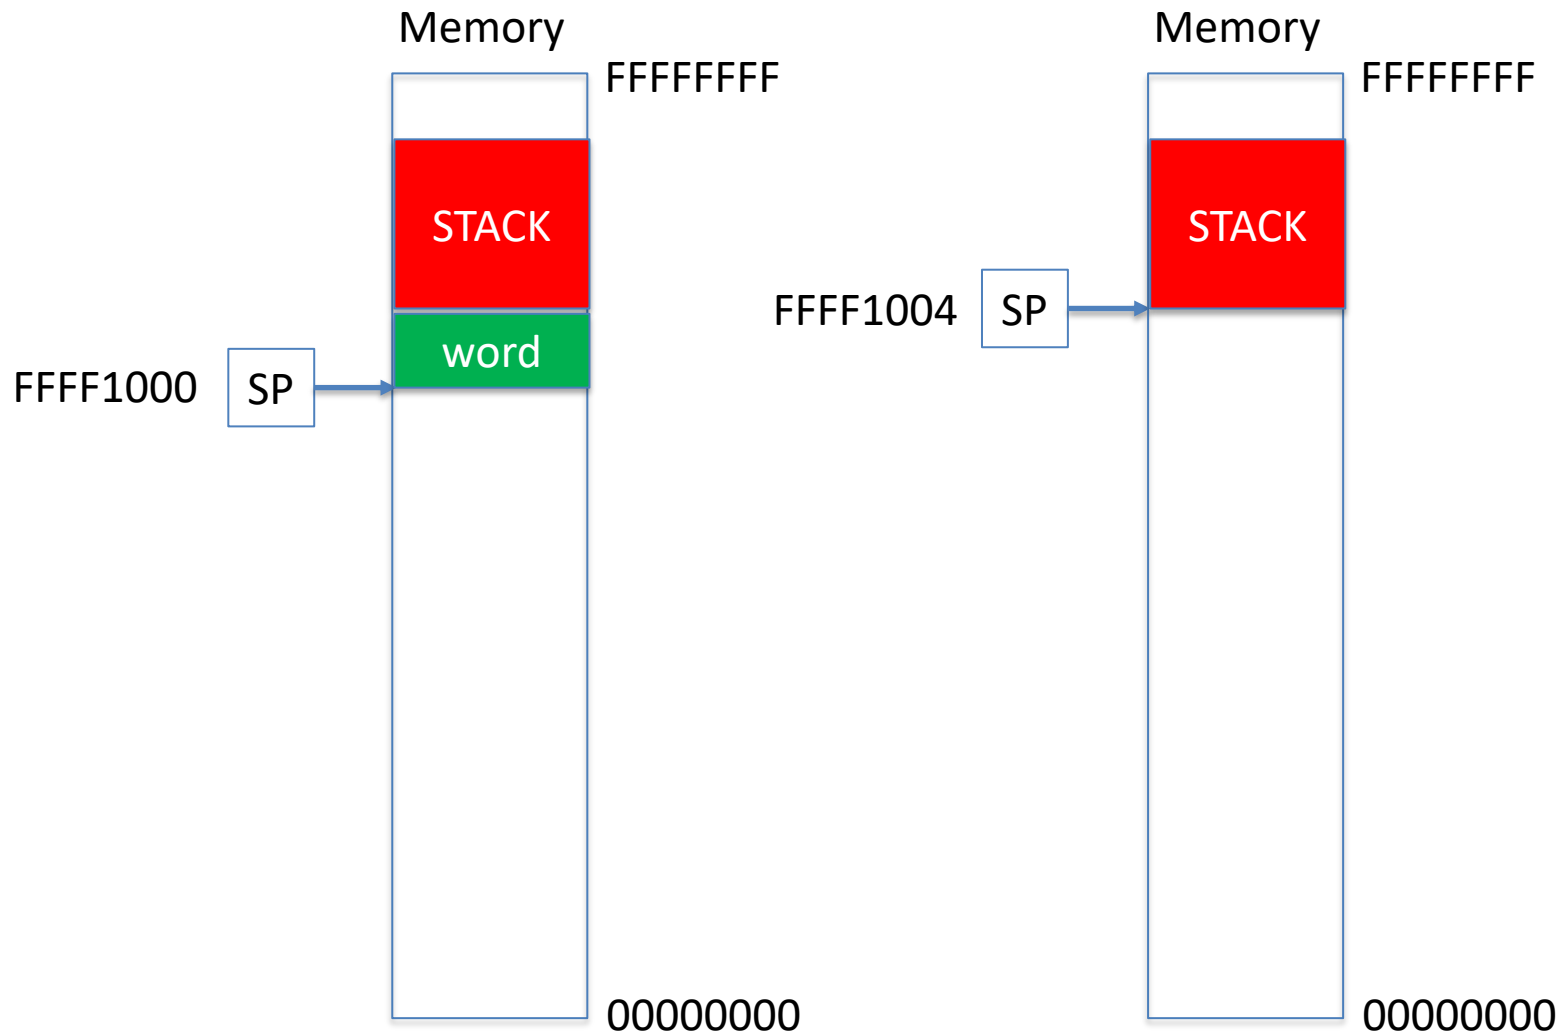 Memory
FFFFFFFF
STACK
word
FFFF1000
SP
00000000
Memory
FFFFFFFF
STACK
FFFF1004
SP
00000000